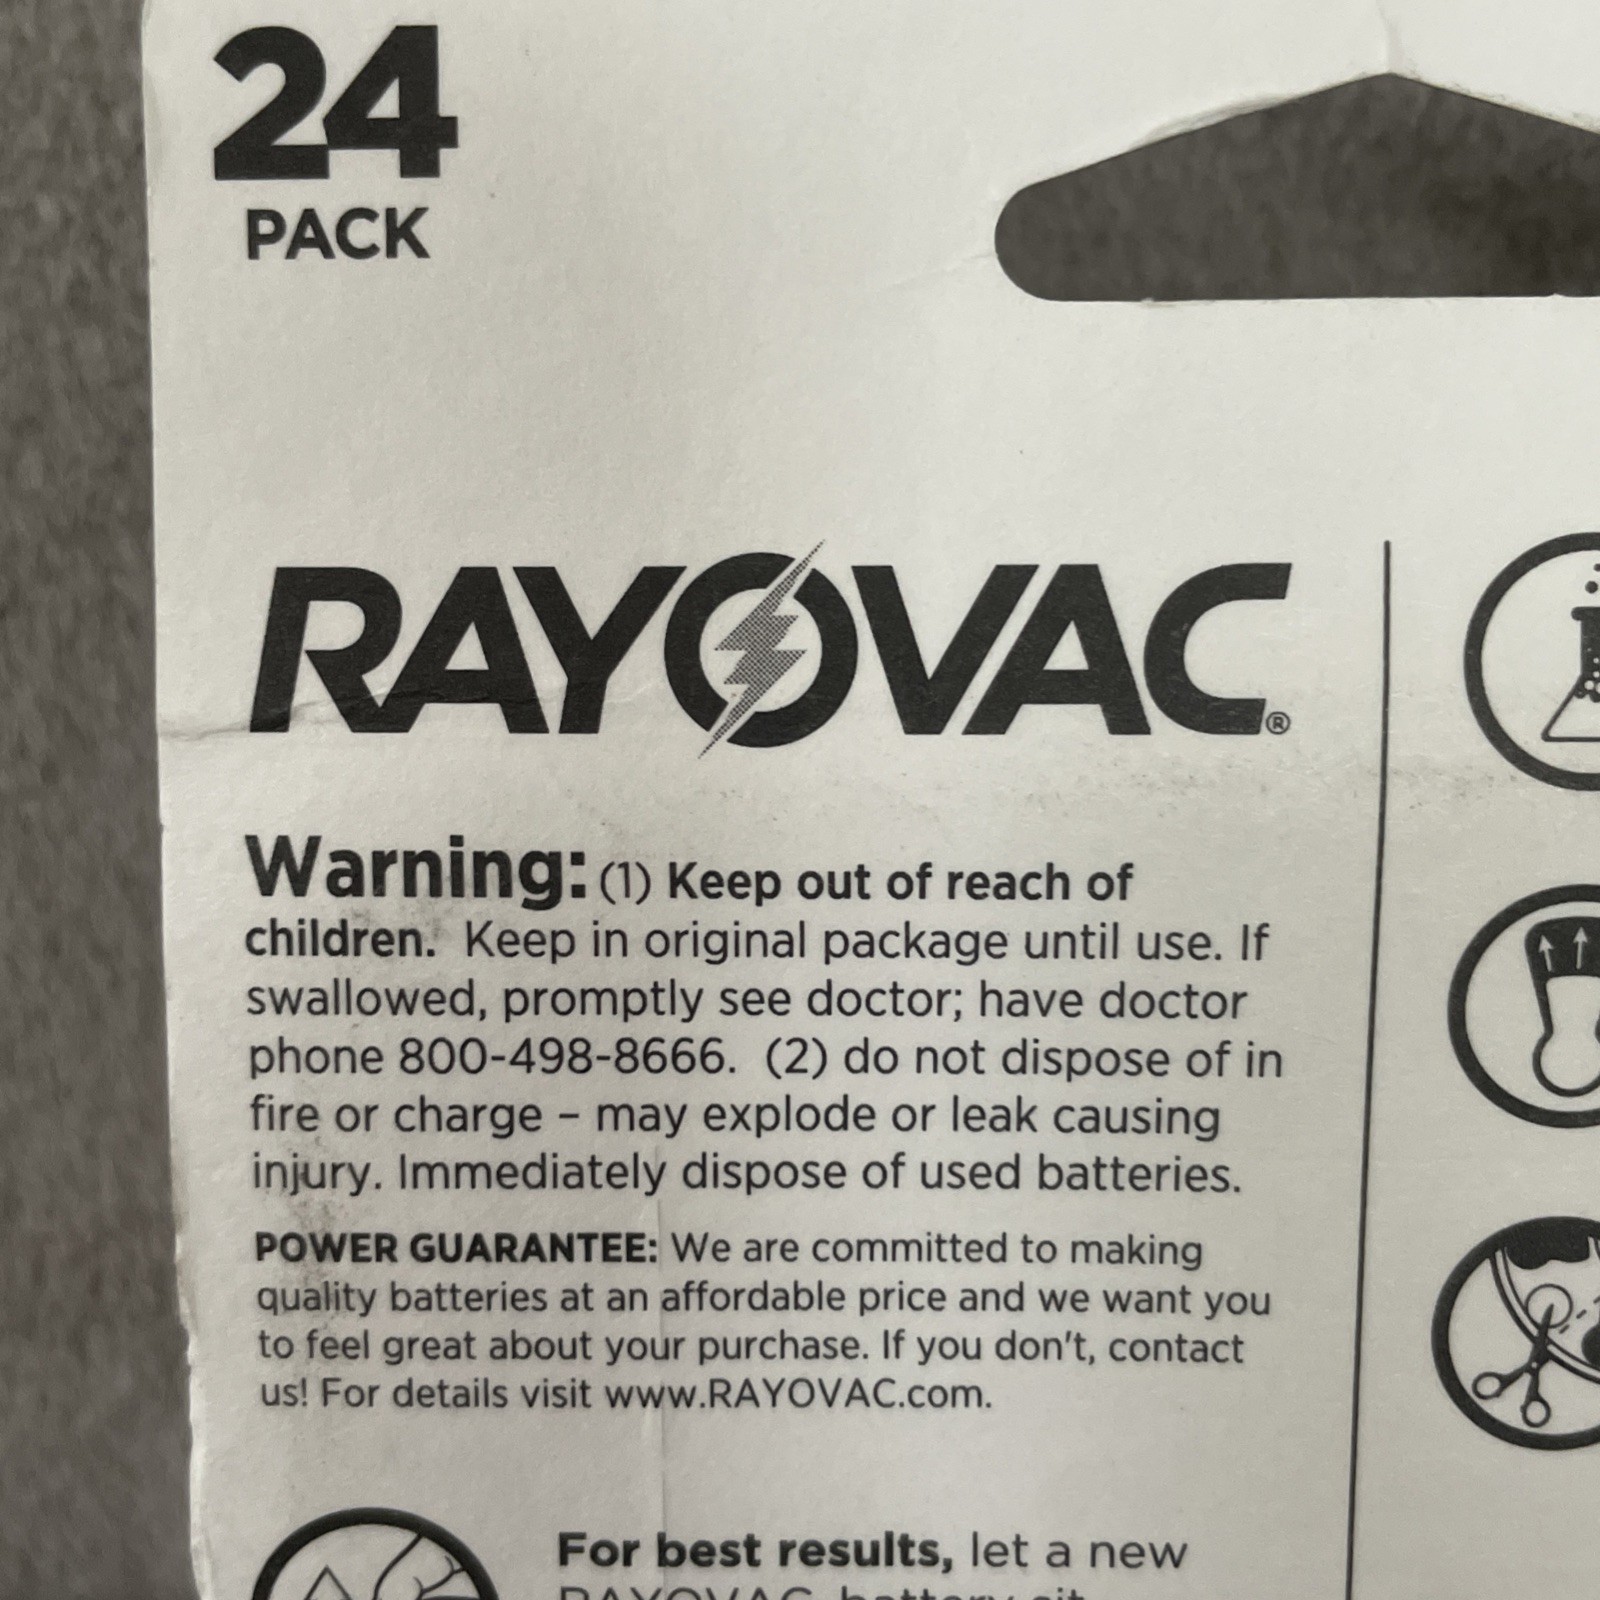 24
PACK
RAYOVAC®
Warning: (1) Keep out of reach of
children. Keep in original package until use. If
swallowed, promptly see doctor; have doctor
phone 800-498-8666. (2) do not dispose of in
fire or charge – may explode or leak causing
injury. Immediately dispose of used batteries.
POWER GUARANTEE: We are committed to making
quality batteries at an affordable price and we want you
to feel great about your purchase. If you don't, contact
us! For details visit www.RAYOVAC.com.
For best results, let a new
RAYOVAC battery sit